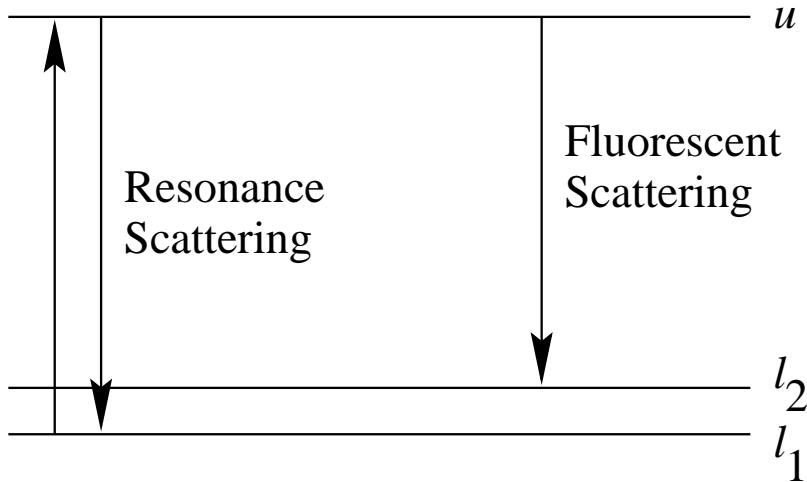 u
Fluorescent
Scattering
Resonance
Scattering
l2
l1